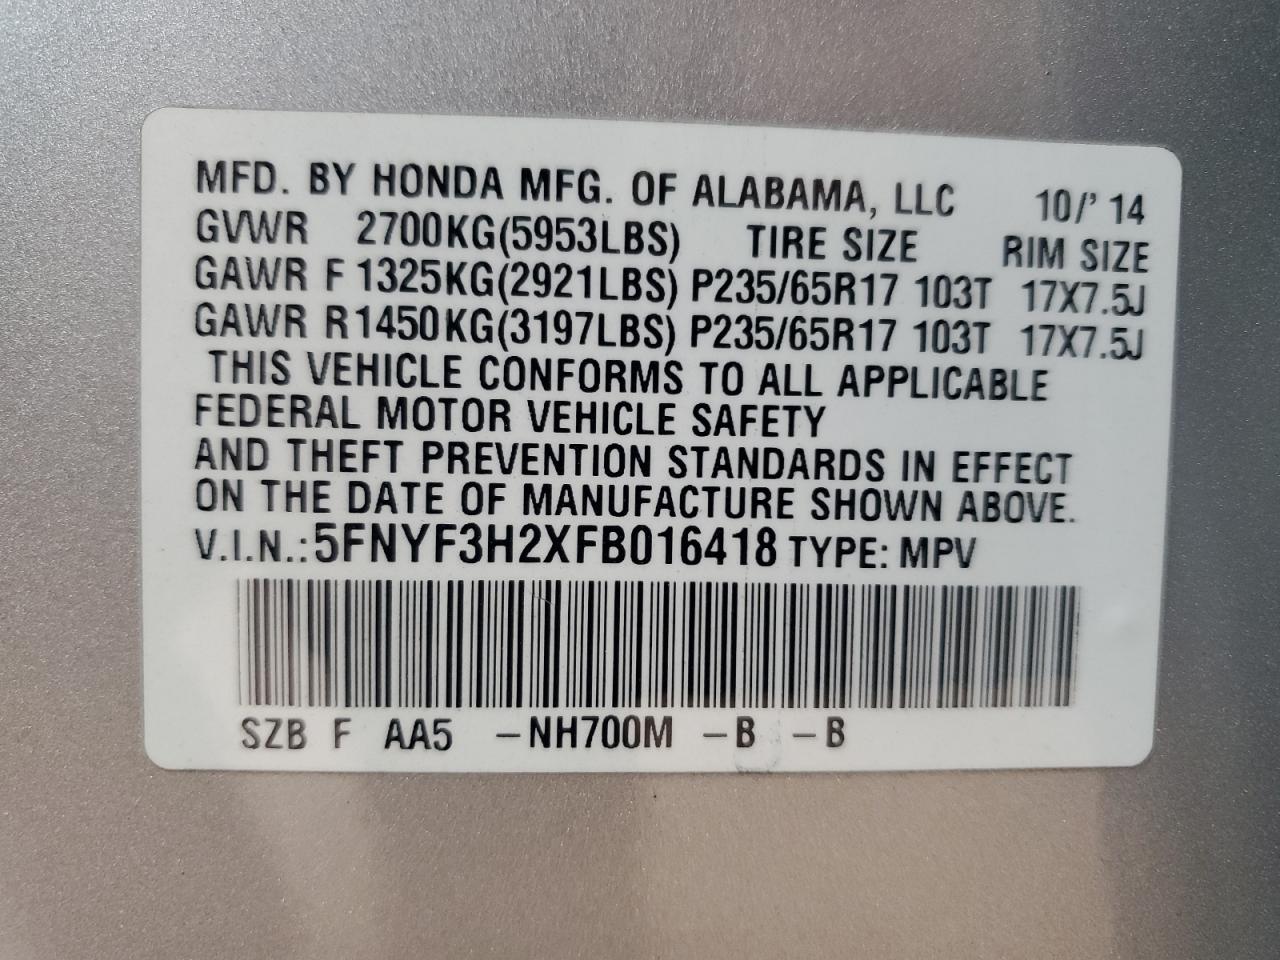 MFD. BY HONDA MFG. OF ALABAMA, LLC 10/' 14
GVWR 2700KG(5953LBS) TIRE SIZE RIM SIZE
GAWR F 1325KG(2921LBS) P235/65R17 103T 17X7.5J
GAWR R 1450KG(3197LBS) P235/65R17 103T 17X7.5J
THIS VEHICLE CONFORMS TO ALL APPLICABLE
FEDERAL MOTOR VEHICLE SAFETY
AND THEFT PREVENTION STANDARDS IN EFFECT
ON THE DATE OF MANUFACTURE SHOWN ABOVE.
V.I.N.:5FNYF3H2XFB016418 TYPE: MPV
SZB F AA5 –NH700M –B –B